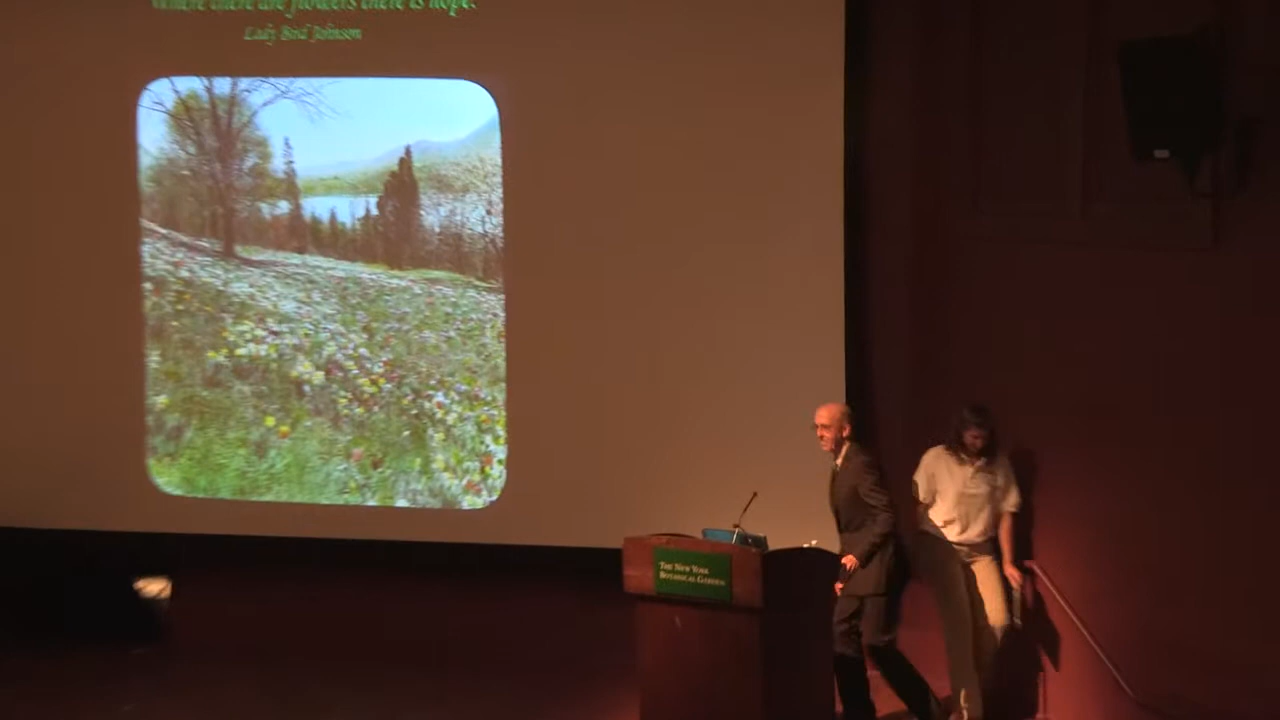 Where there are flowers there is hope.
Lady Bird Johnson
THE NEW YORK
BOTANICAL GARDEN